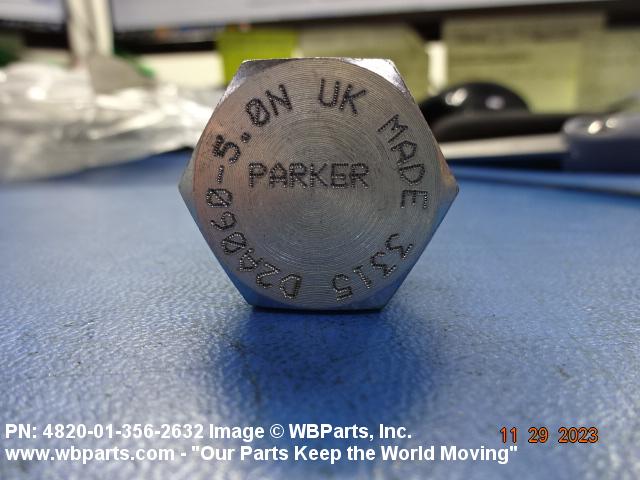 D2A060-5.0N UK MADE 3315
PARKER
PN: 4820-01-356-2632 Image © WBParts, Inc.
www.wbparts.com - "Our Parts Keep the World Moving"
11 29 2023